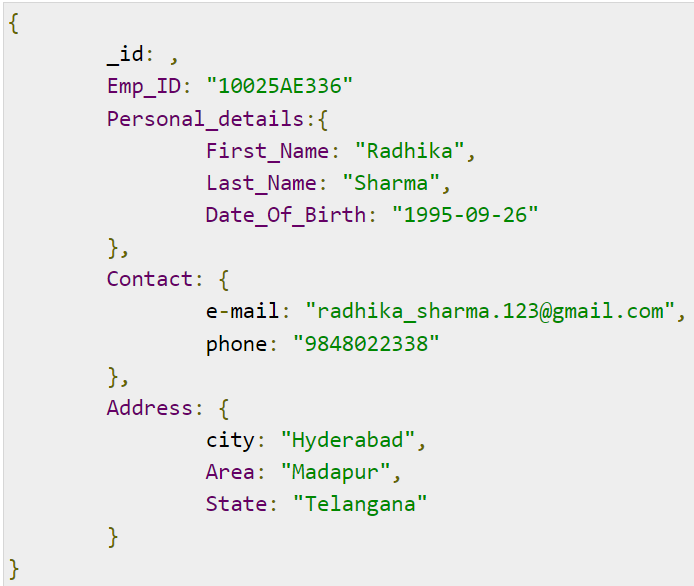 {
_id: ,
Emp_ID: "10025AE336"
Personal_details:{
First_Name: "Radhika",
Last_Name: "Sharma",
Date_Of_Birth: "1995-09-26"
},
Contact: {
e-mail: "radhika_sharma.123@gmail.com",
phone: "9848022338"
},
Address: {
city: "Hyderabad",
Area: "Madapur",
State: "Telangana"
}
}